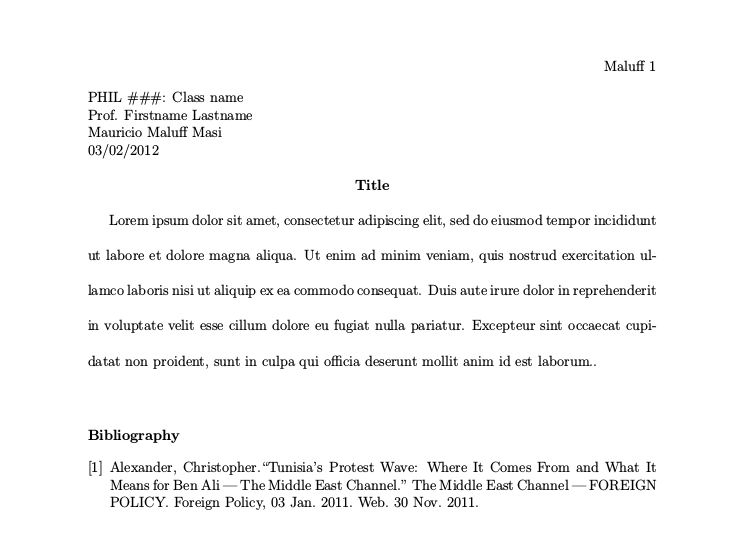 Maluff 1
PHIL ###: Class name
Prof. Firstname Lastname
Mauricio Maluff Masi
03/02/2012
Title
Lorem ipsum dolor sit amet, consectetur adipiscing elit, sed do eiusmod tempor incididunt
ut labore et dolore magna aliqua. Ut enim ad minim veniam, quis nostrud exercitation ul-
lamco laboris nisi ut aliquip ex ea commodo consequat. Duis aute irure dolor in reprehenderit
in voluptate velit esse cillum dolore eu fugiat nulla pariatur. Excepteur sint occaecat cupi-
datat non proident, sunt in culpa qui officia deserunt mollit anim id est laborum..
Bibliography
[1] Alexander, Christopher.“Tunisia’s Protest Wave: Where It Comes From and What It
Means for Ben Ali — The Middle East Channel.” The Middle East Channel — FOREIGN
POLICY. Foreign Policy, 03 Jan. 2011. Web. 30 Nov. 2011.